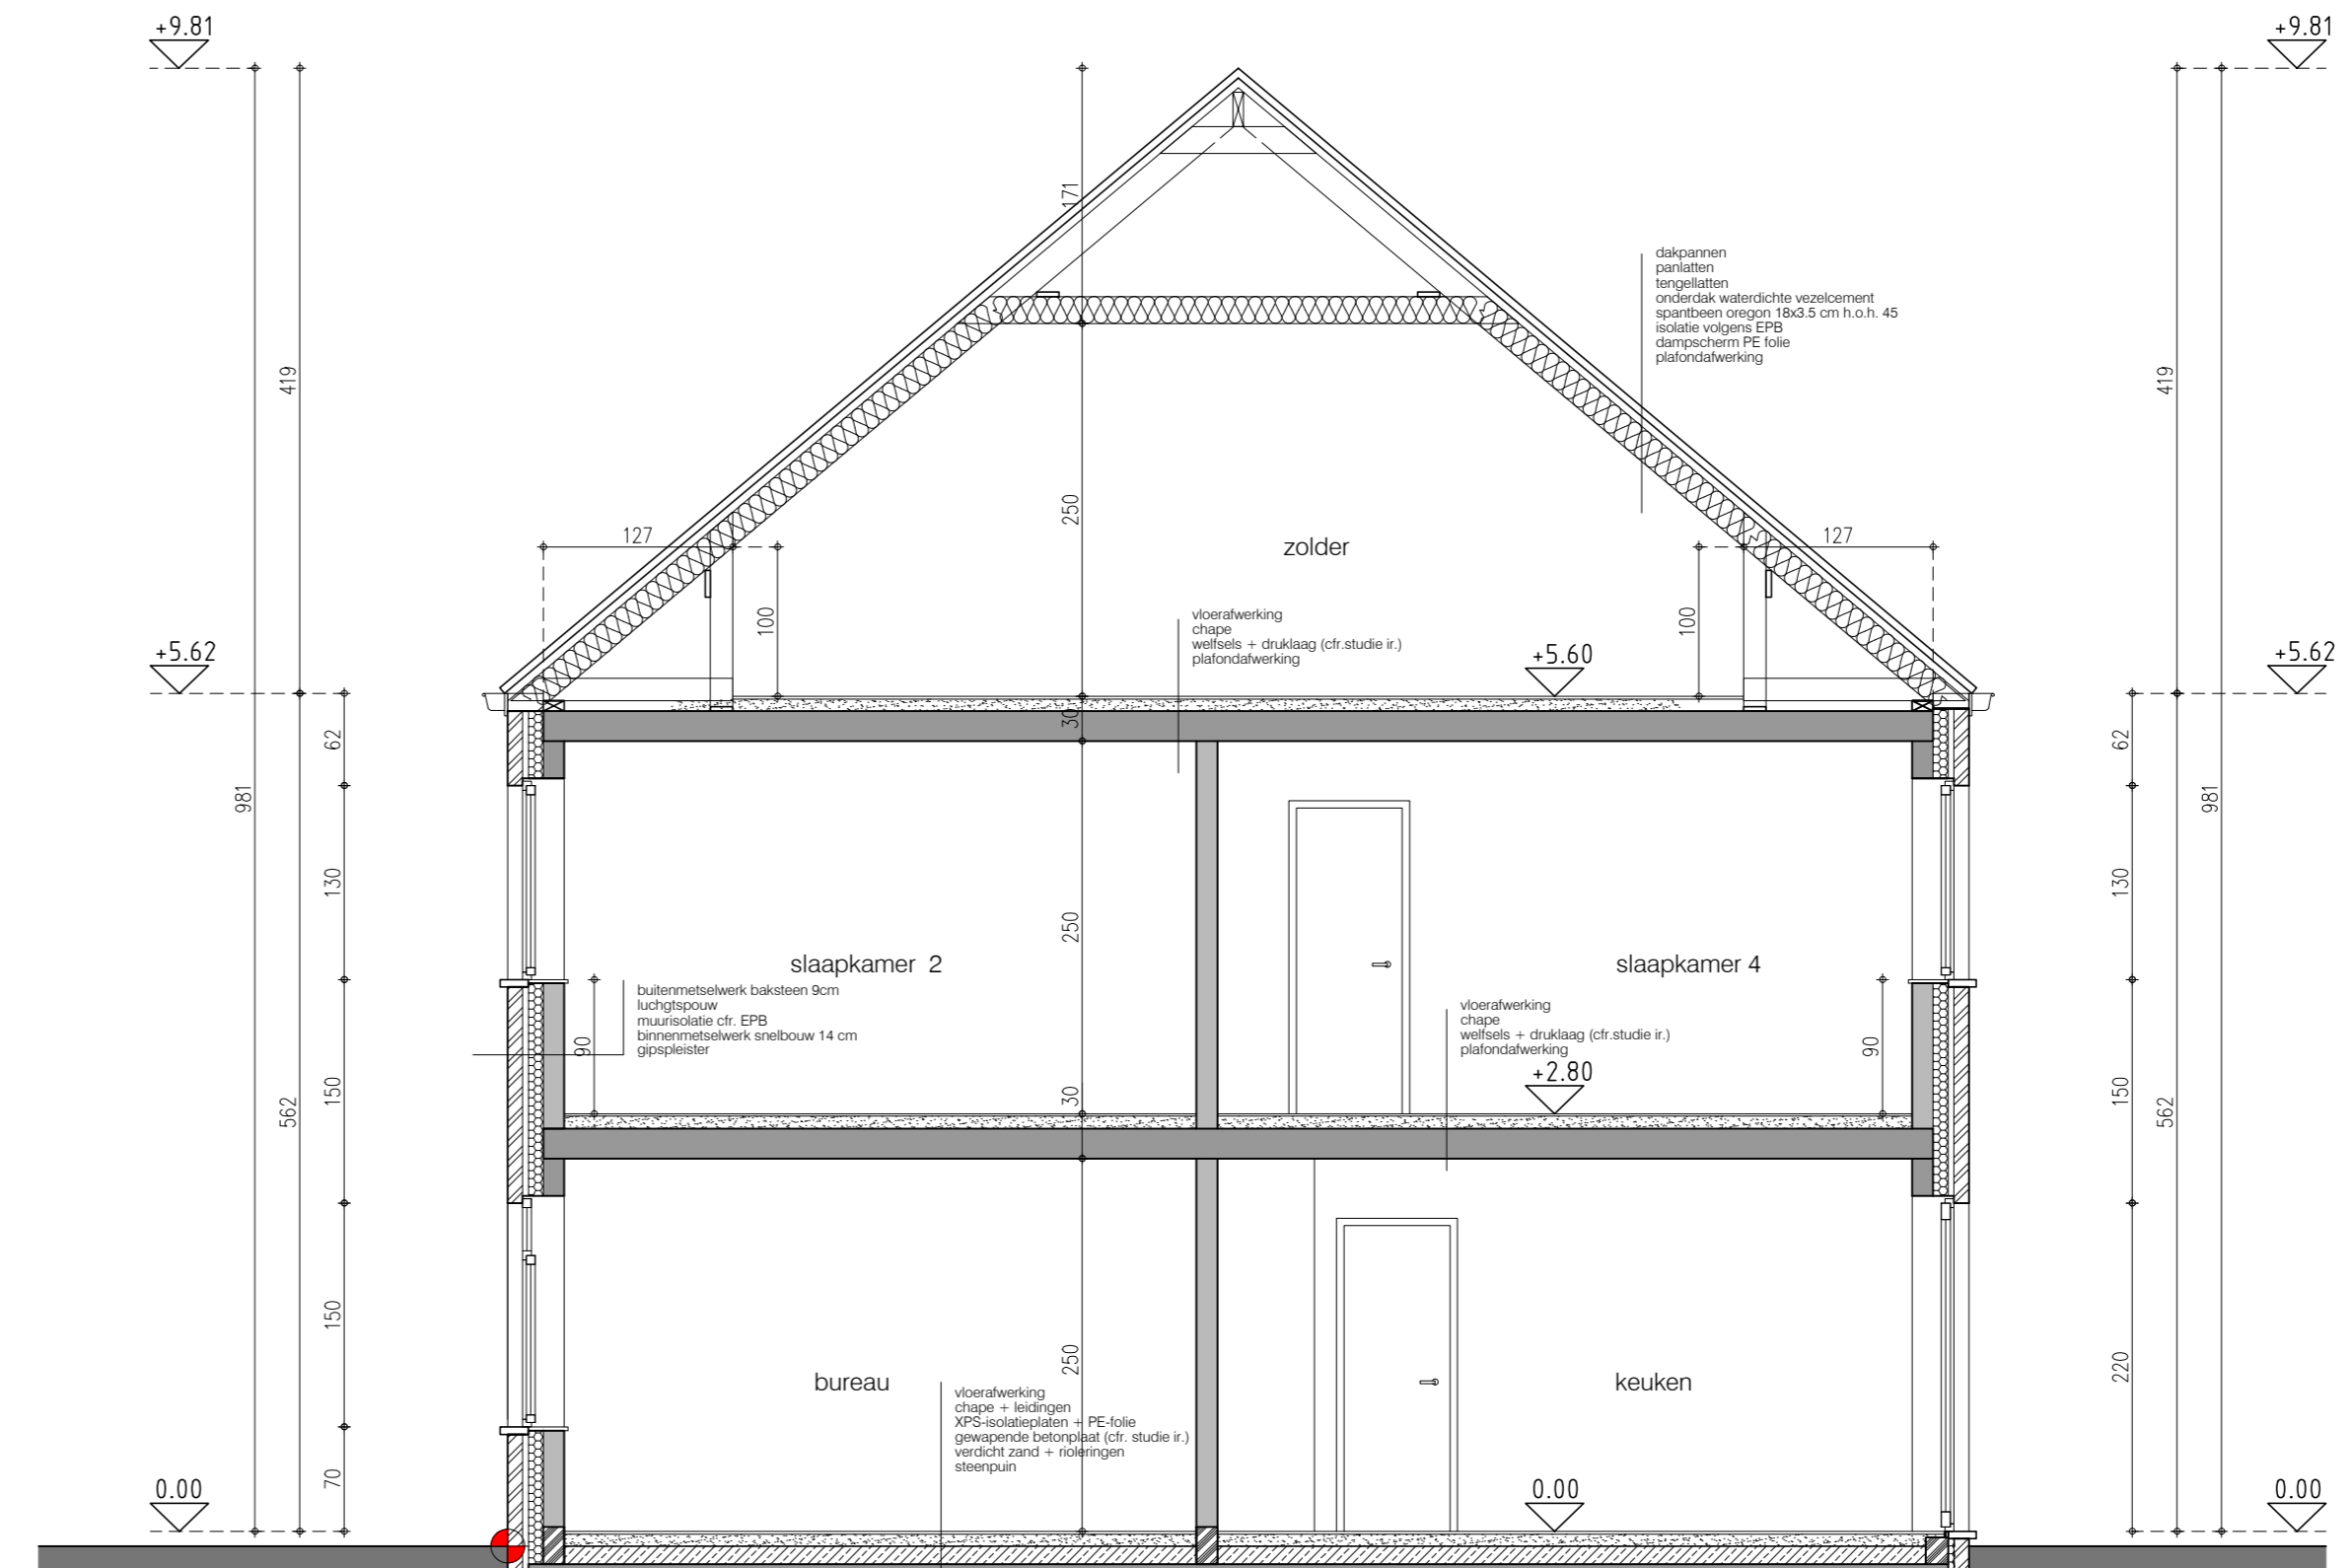 +9.81
+9.81
171
dakpannen
panlatten
tengellatten
onderdak waterdichte vezelcement
spantbeen oregon 18x3.5 cm h.o.h. 45
isolatie volgens EPB
dampscherm PE folie
plafondafwerking
419
419
250
127
zolder
127
100
100
vloerafwerking
chape
welfsels + druklaag (cfr.studie ir.)
plafondafwerking
+5.62
+5.60
+5.62
30
62
62
981
981
130
130
250
slaapkamer 2
slaapkamer 4
buitenmetselwerk baksteen 9cm
luchgtspouw
muurisolatie cfr. EPB
binnenmetselwerk snelbouw 14 cm
gipspleister
vloerafwerking
chape
welfsels + druklaag (cfr.studie ir.)
plafondafwerking
90
90
+2.80
30
150
150
562
562
150
250
220
bureau
keuken
vloerafwerking
chape + leidingen
XPS-isolatieplaten + PE-folie
gewapende betonplaat (cfr. studie ir.)
verdicht zand + rioleringen
steenpuin
70
0.00
0.00
0.00